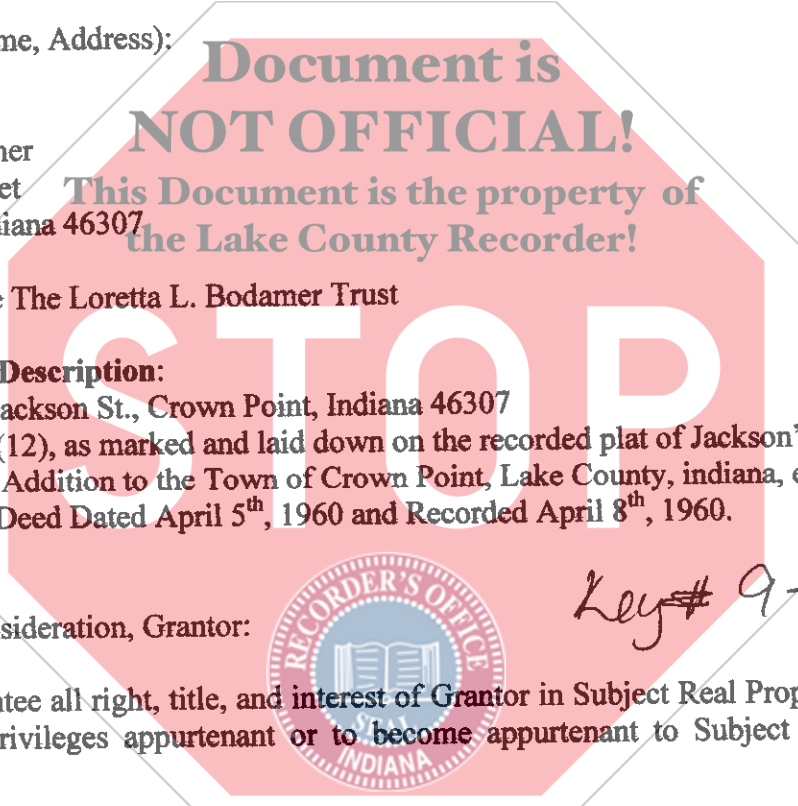 me, Address):
Document is
NOT OFFICIAL!
ner
et
This Document is the property of
diana 46307
the Lake County Recorder!
e The Loretta L. Bodamer Trust
STOP
Description:
ackson St., Crown Point, Indiana 46307
(12), as marked and laid down on the recorded plat of Jackson'
Addition to the Town of Crown Point, Lake County, indiana, e
Deed Dated April 5th, 1960 and Recorded April 8th, 1960.
Key# 9-
sideration, Grantor:
RECORDER'S OFFICE
SEAL
INDIANA
ntee all right, title, and interest of Grantor in Subject Real Prop
rivileges appurtenant or to become appurtenant to Subject